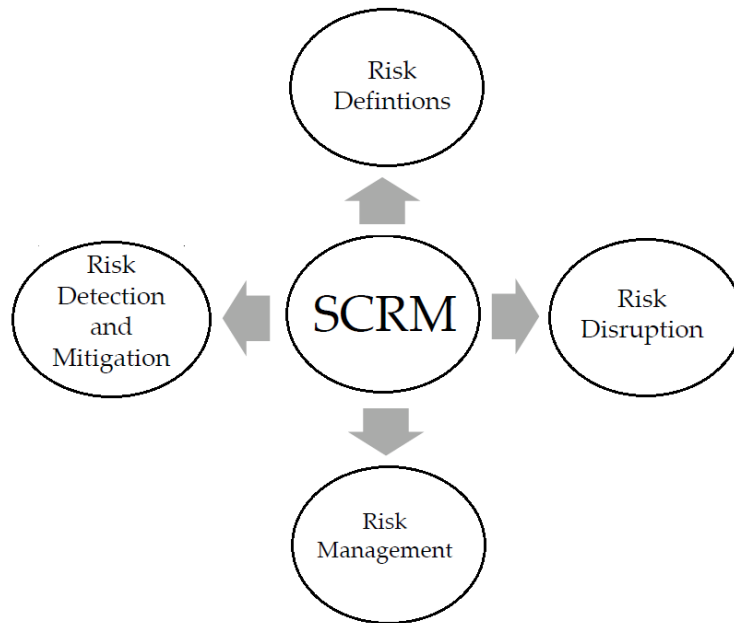 Risk
Defintions
Risk
Detection
and
Mitigation
SCRM
Risk
Disruption
Risk
Management